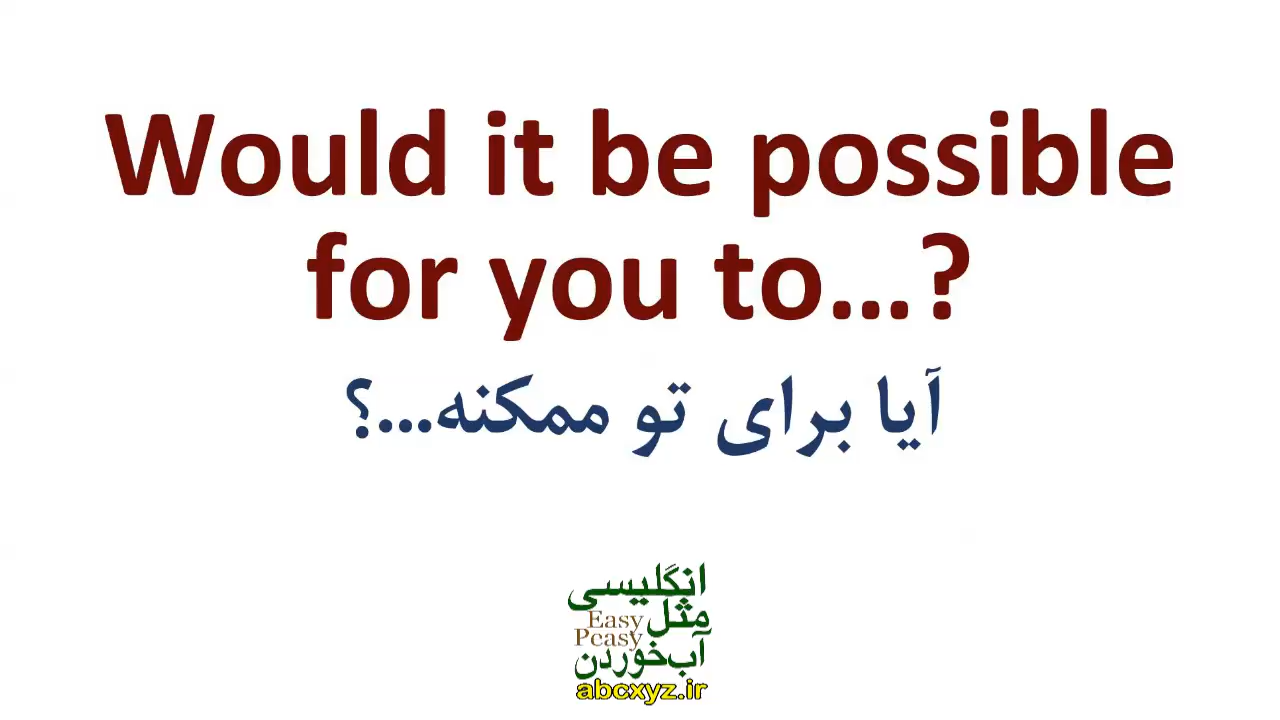 Would it be possible
for you to...?
آیا برای تو ممکنه...؟
انگلیسی
مثل
Easy
Peasy
آب‌خوردن
abcxyz.ir